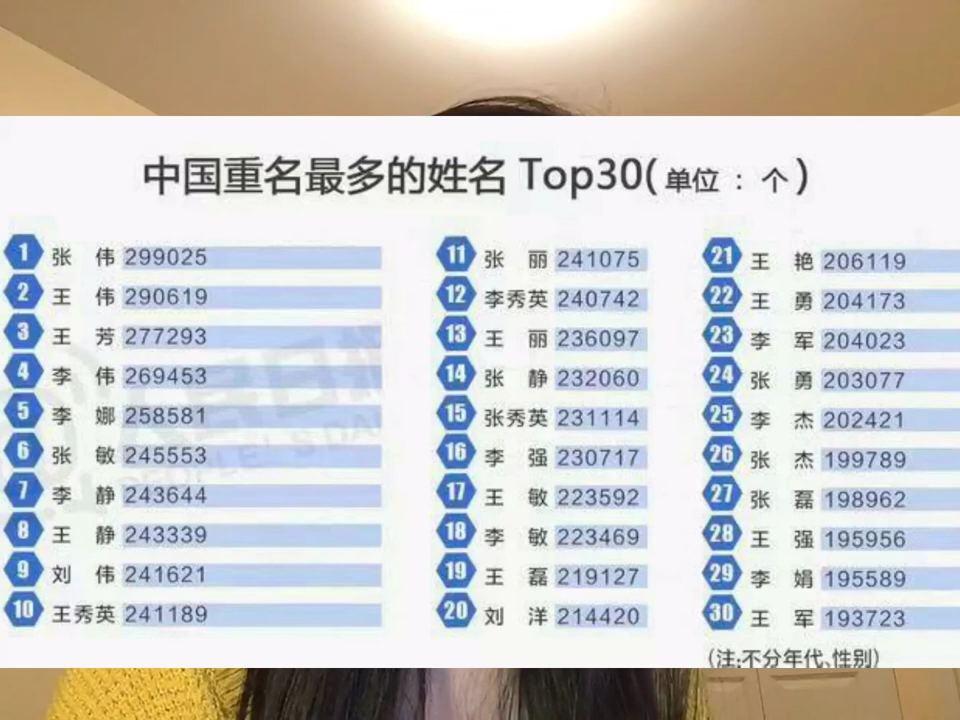 中国重名最多的姓名 Top30(单位：个)
1 张 伟 299025
2 王 伟 290619
3 王 芳 277293
4 李 伟 269453
5 李 娜 258581
6 张 敏 245553
7 李 静 243644
8 王 静 243339
9 刘 伟 241621
10 王秀英 241189
11 张 丽 241075
12 李秀英 240742
13 王 丽 236097
14 张 静 232060
15 张秀英 231114
16 李 强 230717
17 王 敏 223592
18 李 敏 223469
19 王 磊 219127
20 刘 洋 214420
21 王 艳 206119
22 王 勇 204173
23 李 军 204023
24 张 勇 203077
25 李 杰 202421
26 张 杰 199789
27 张 磊 198962
28 王 强 195956
29 李 娟 195589
30 王 军 193723
(注:不分年代、性别)
人民日报
PEOPLE'S DA